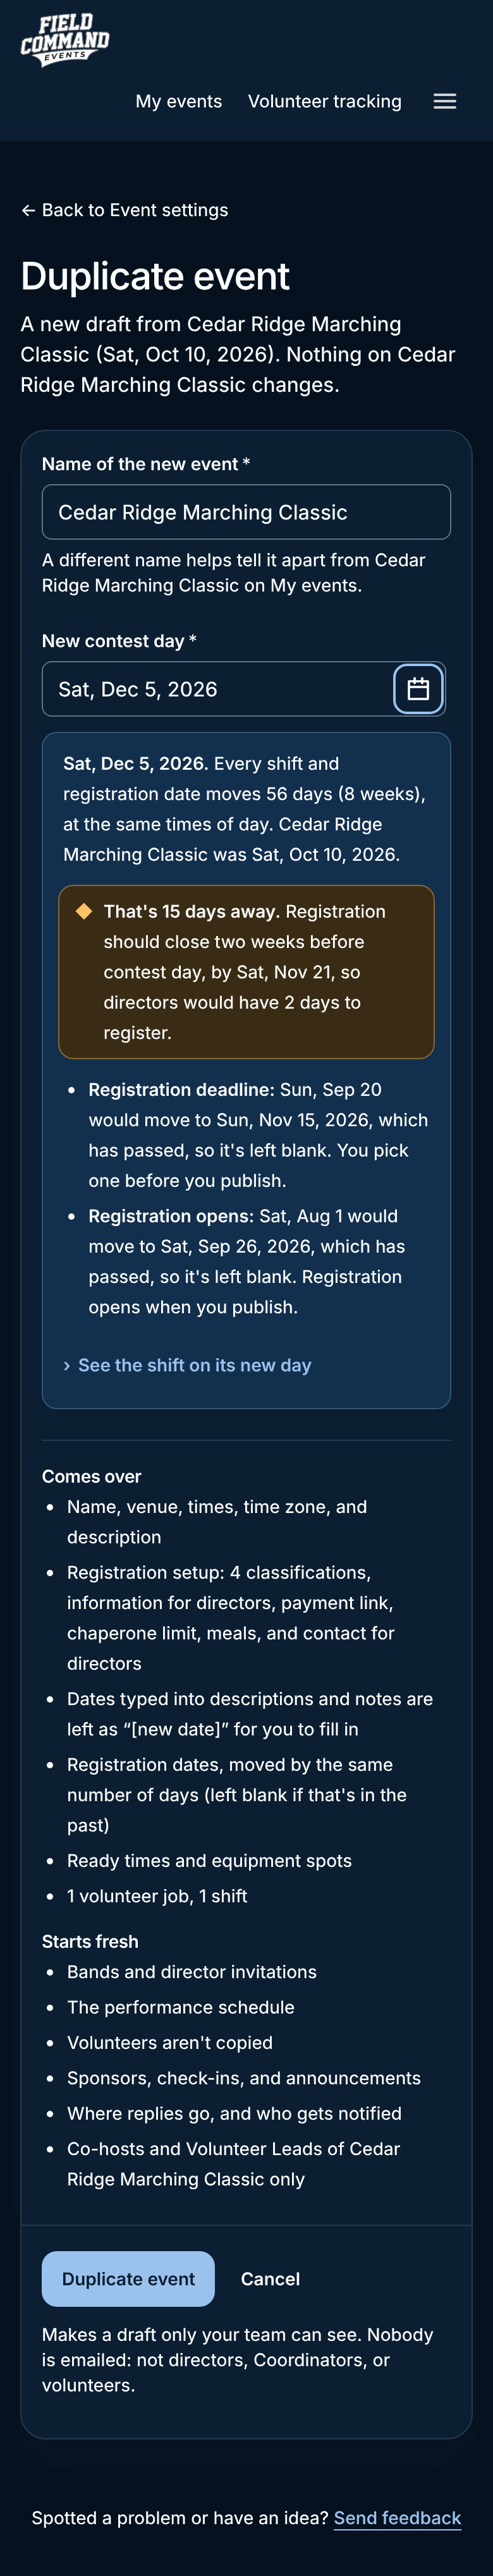 FIELD
COMMAND
EVENTS
My events Volunteer tracking
← Back to Event settings
Duplicate event
A new draft from Cedar Ridge Marching
Classic (Sat, Oct 10, 2026). Nothing on Cedar
Ridge Marching Classic changes.
Name of the new event *
Cedar Ridge Marching Classic
A different name helps tell it apart from Cedar
Ridge Marching Classic on My events.
New contest day *
Sat, Dec 5, 2026
Sat, Dec 5, 2026. Every shift and
registration date moves 56 days (8 weeks),
at the same times of day. Cedar Ridge
Marching Classic was Sat, Oct 10, 2026.
That's 15 days away. Registration
should close two weeks before
contest day, by Sat, Nov 21, so
directors would have 2 days to
register.
• Registration deadline: Sun, Sep 20
would move to Sun, Nov 15, 2026, which
has passed, so it's left blank. You pick
one before you publish.
• Registration opens: Sat, Aug 1 would
move to Sat, Sep 26, 2026, which has
passed, so it's left blank. Registration
opens when you publish.
› See the shift on its new day
Comes over
• Name, venue, times, time zone, and
description
• Registration setup: 4 classifications,
information for directors, payment link,
chaperone limit, meals, and contact for
directors
• Dates typed into descriptions and notes are
left as “[new date]” for you to fill in
• Registration dates, moved by the same
number of days (left blank if that's in the
past)
• Ready times and equipment spots
• 1 volunteer job, 1 shift
Starts fresh
• Bands and director invitations
• The performance schedule
• Volunteers aren't copied
• Sponsors, check-ins, and announcements
• Where replies go, and who gets notified
• Co-hosts and Volunteer Leads of Cedar
Ridge Marching Classic only
Duplicate event Cancel
Makes a draft only your team can see. Nobody
is emailed: not directors, Coordinators, or
volunteers.
Spotted a problem or have an idea? Send feedback